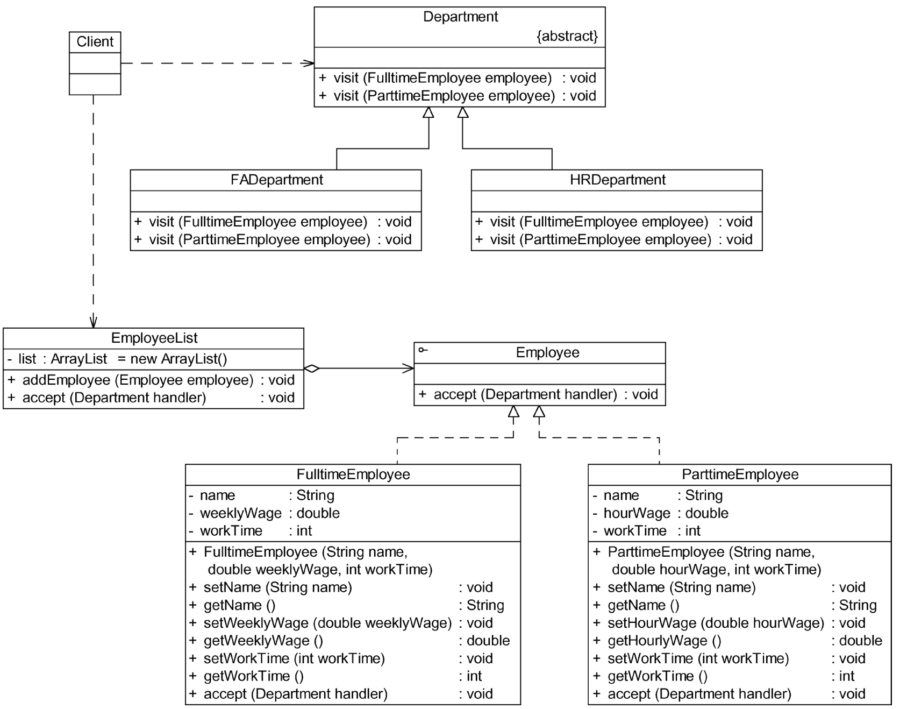 Client
Department
{abstract}
+ visit (FulltimeEmployee employee) : void
+ visit (ParttimeEmployee employee) : void
FADepartment
+ visit (FulltimeEmployee employee) : void
+ visit (ParttimeEmployee employee) : void
HRDepartment
+ visit (FulltimeEmployee employee) : void
+ visit (ParttimeEmployee employee) : void
EmployeeList
- list : ArrayList = new ArrayList()
+ addEmployee (Employee employee) : void
+ accept (Department handler) : void
Employee
+ accept (Department handler) : void
FulltimeEmployee
- name : String
- weeklyWage : double
- workTime : int
+ FulltimeEmployee (String name,
double weeklyWage, int workTime)
+ setName (String name) : void
+ getName () : String
+ setWeeklyWage (double weeklyWage) : void
+ getWeeklyWage () : double
+ setWorkTime (int workTime) : void
+ getWorkTime () : int
+ accept (Department handler) : void
ParttimeEmployee
- name : String
- hourWage : double
- workTime : int
+ ParttimeEmployee (String name,
double hourWage, int workTime)
+ setName (String name) : void
+ getName () : String
+ setHourWage (double hourWage) : void
+ getHourlyWage () : double
+ setWorkTime (int workTime) : void
+ getWorkTime () : int
+ accept (Department handler) : void